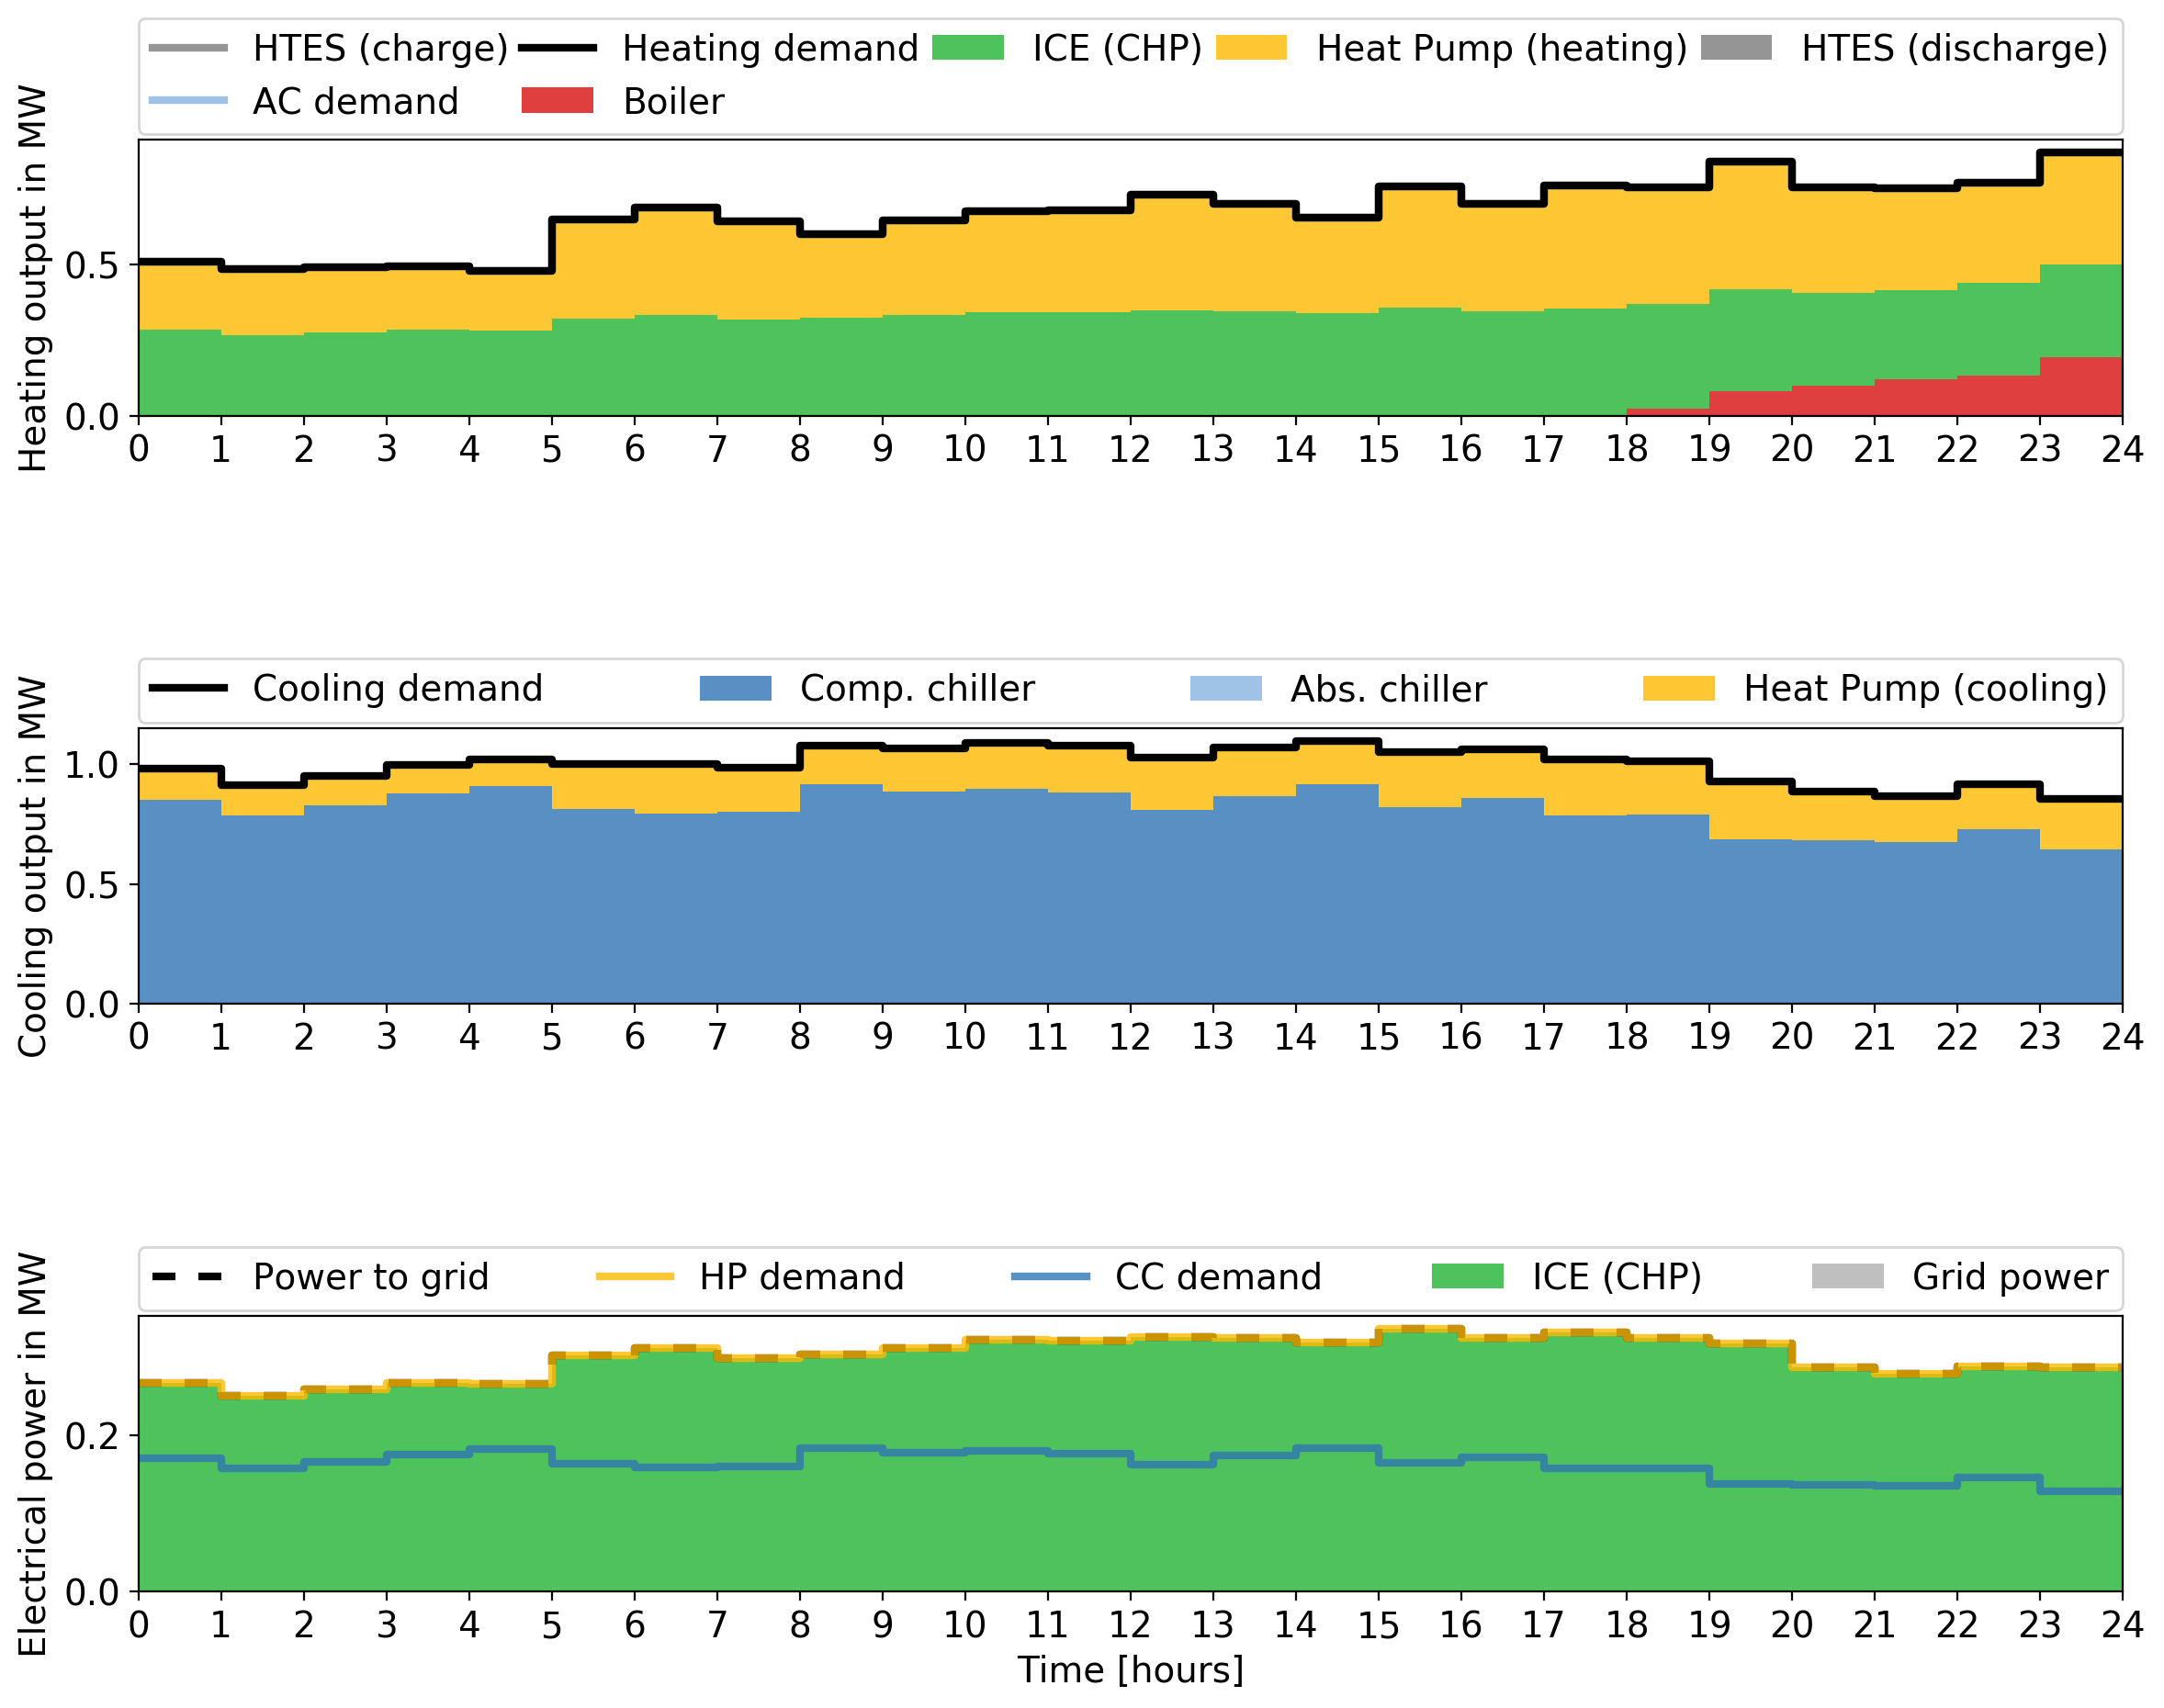 HTES (charge) Heating demand ICE (CHP) Heat Pump (heating) HTES (discharge)
AC demand Boiler
Heating output in MW
0.5
0.0
0 1 2 3 4 5 6 7 8 9 10 11 12 13 14 15 16 17 18 19 20 21 22 23 24
Cooling demand Comp. chiller Abs. chiller Heat Pump (cooling)
Cooling output in MW
1.0
0.5
0.0
0 1 2 3 4 5 6 7 8 9 10 11 12 13 14 15 16 17 18 19 20 21 22 23 24
Power to grid HP demand CC demand ICE (CHP) Grid power
Electrical power in MW
0.2
0.0
0 1 2 3 4 5 6 7 8 9 10 11 12 13 14 15 16 17 18 19 20 21 22 23 24
Time [hours]